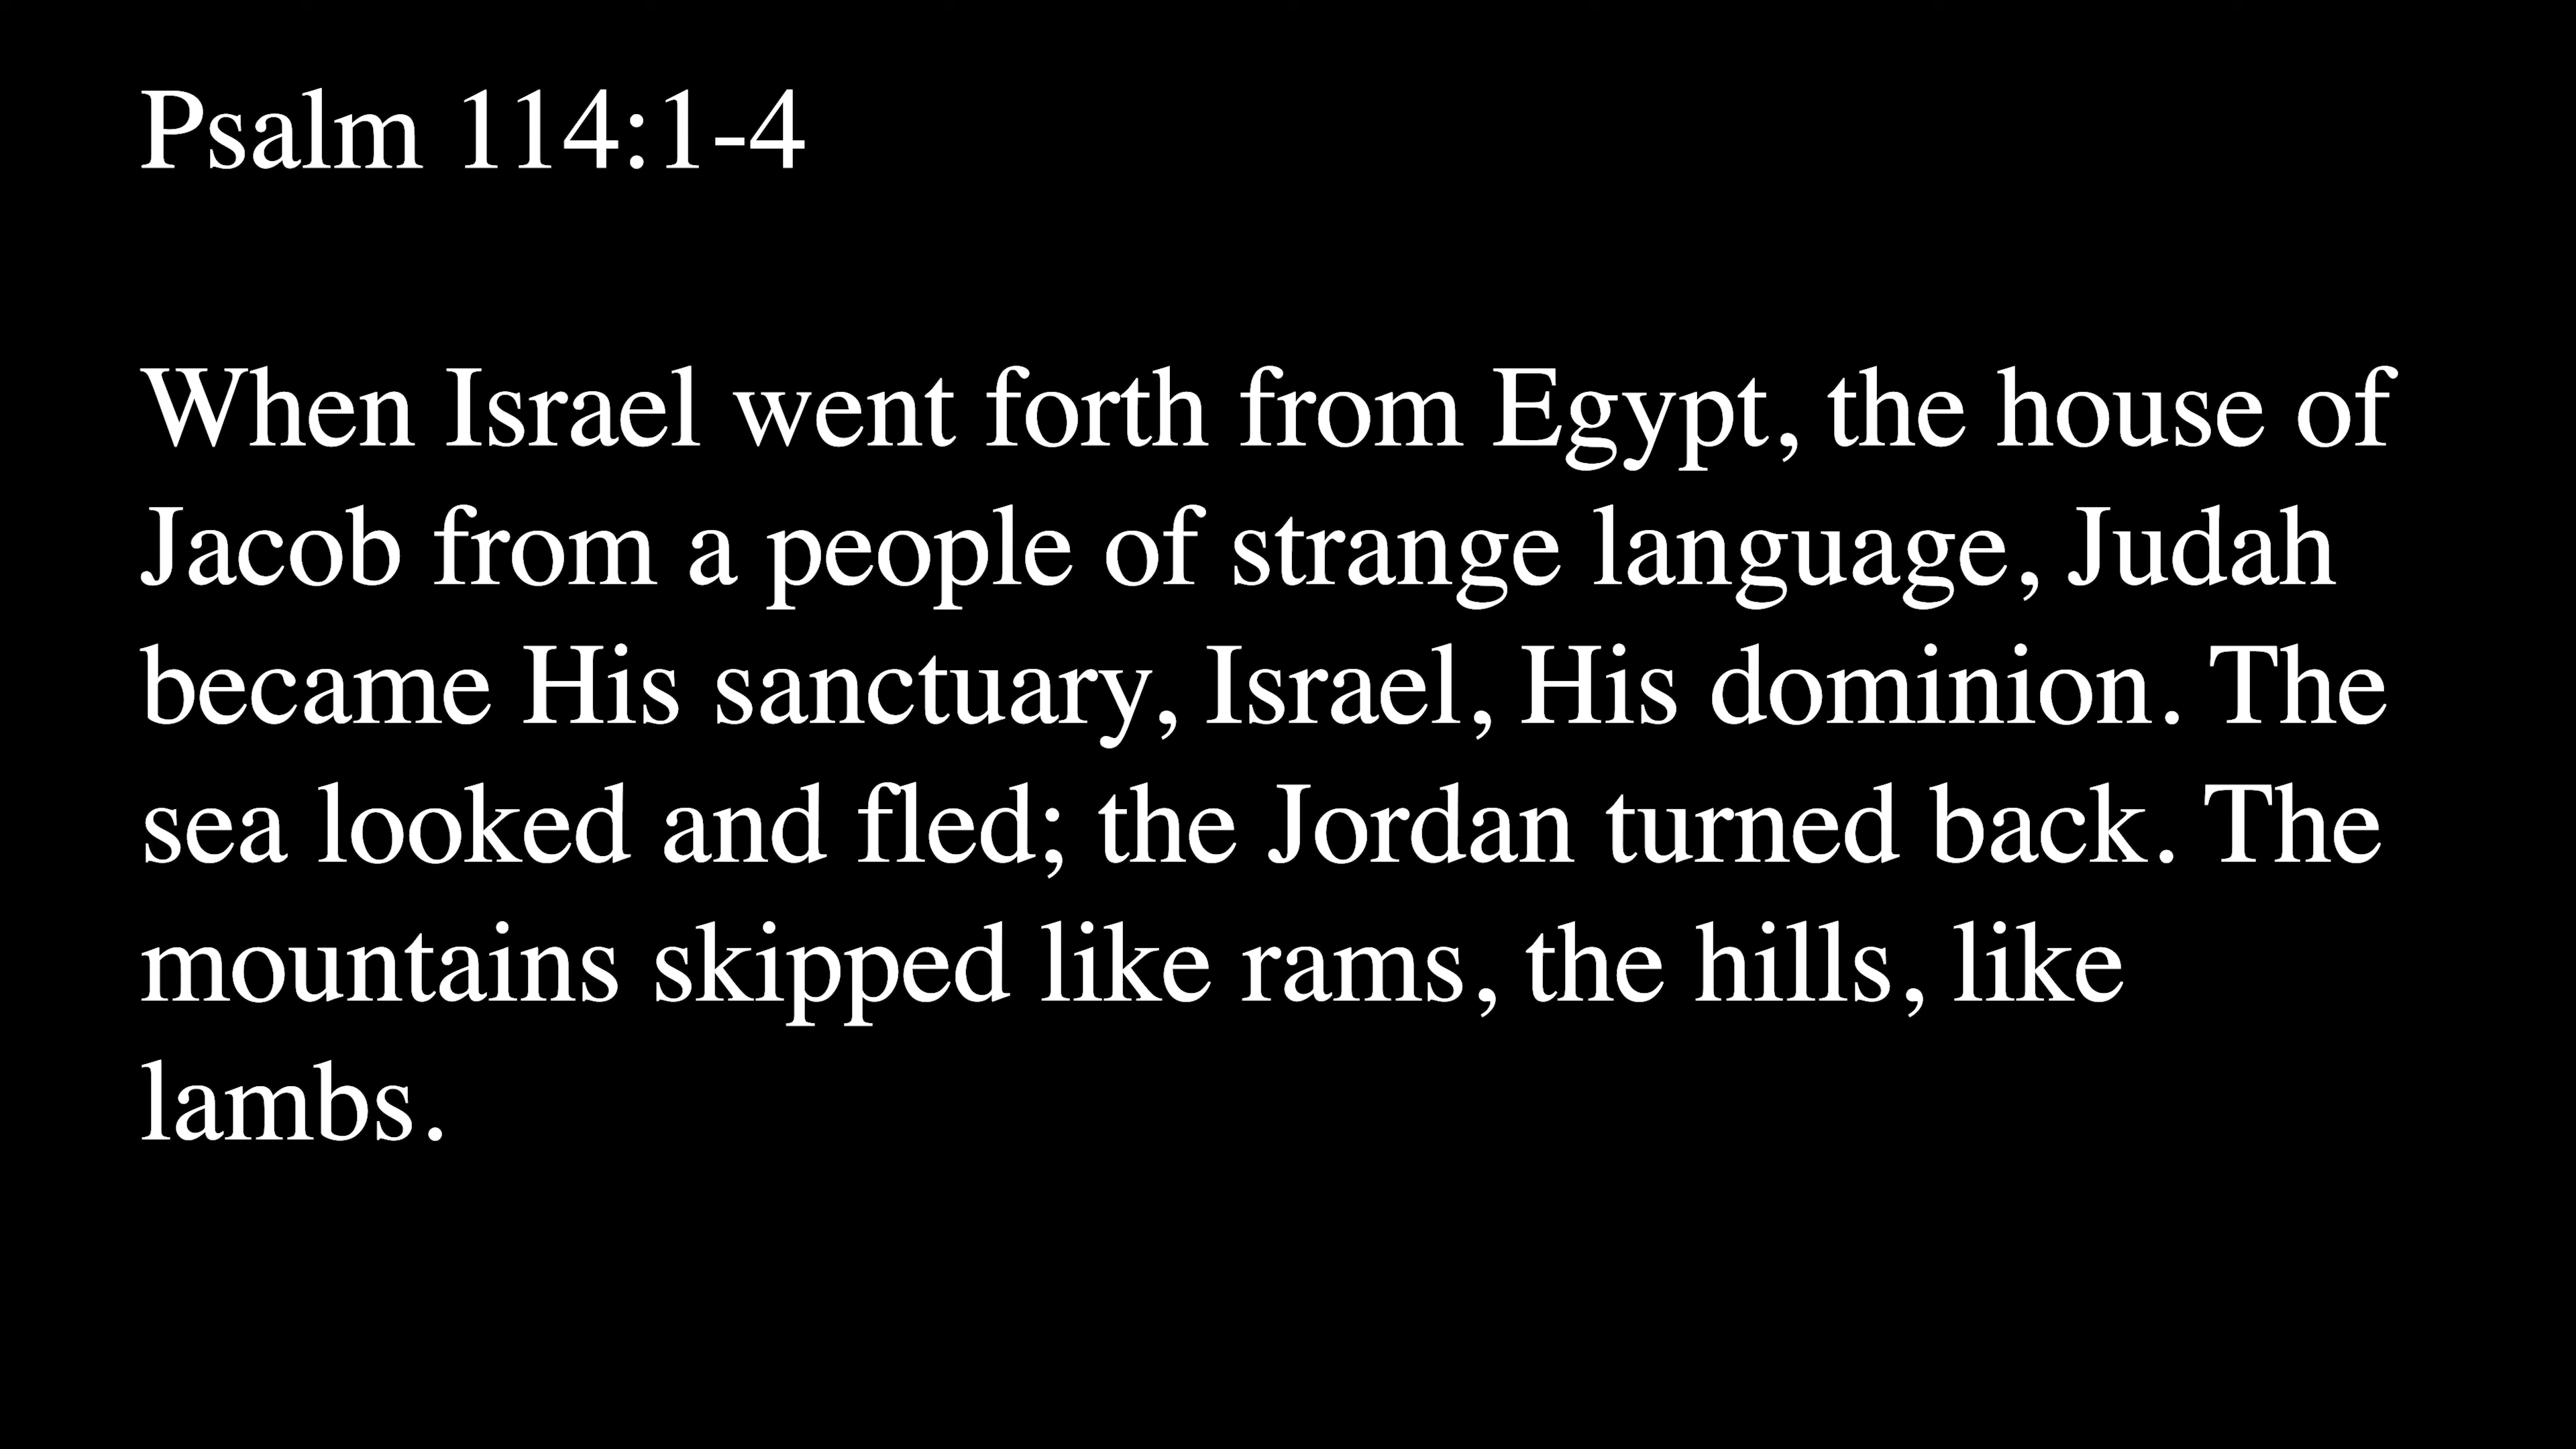 Psalm 114:1-4
When Israel went forth from Egypt, the house of
Jacob from a people of strange language, Judah
became His sanctuary, Israel, His dominion. The
sea looked and fled; the Jordan turned back. The
mountains skipped like rams, the hills, like
lambs.